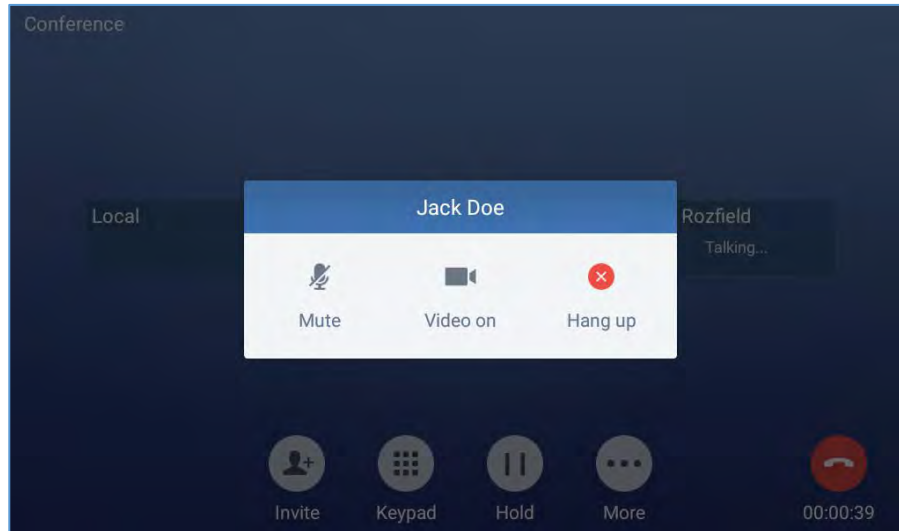 Conference
Local
Jack Doe
Rozfield
Talking...
Mute
Video on
Hang up
Invite
Keypad
Hold
More
00:00:39